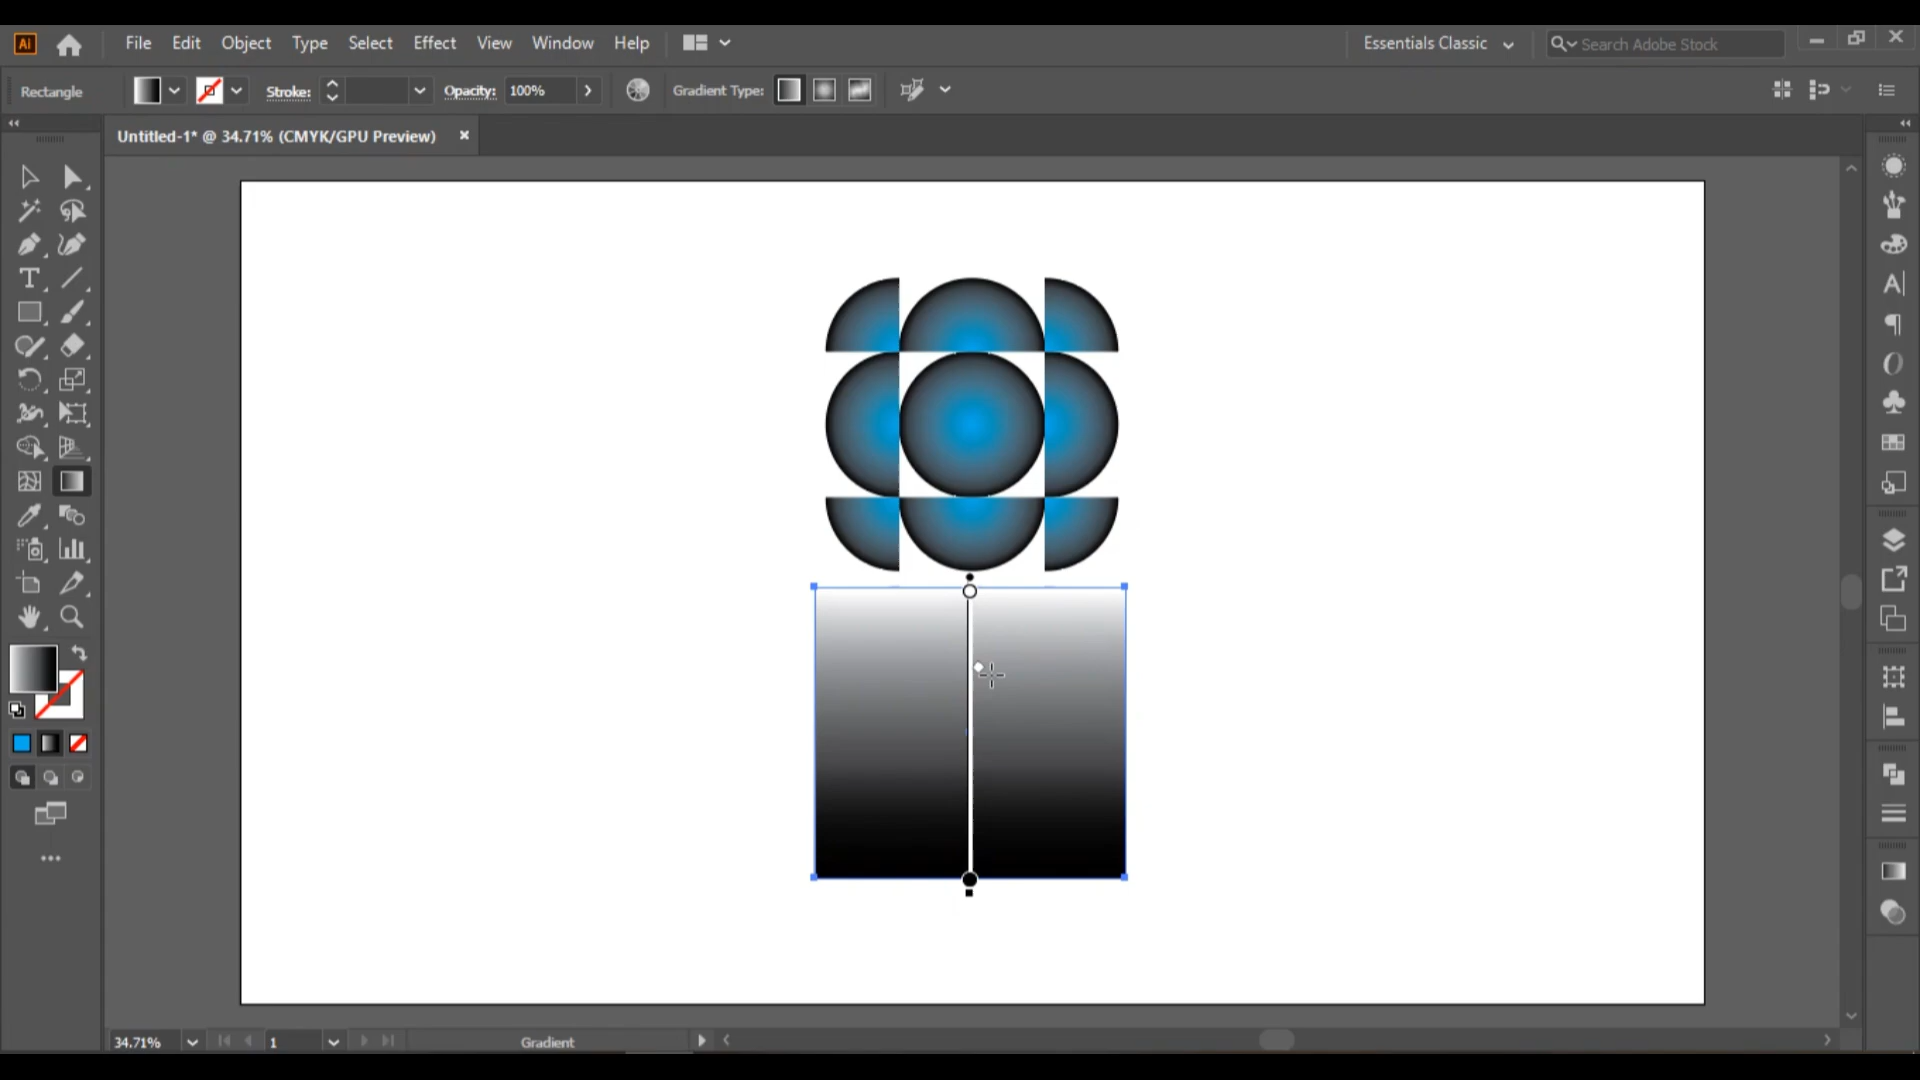 Ai File Edit Object Type Select Effect View Window Help Essentials Classic Search Adobe Stock
Rectangle Stroke: Opacity: 100% Gradient Type:
Untitled-1* @ 34.71% (CMYK/GPU Preview)
34.71% 1 Gradient